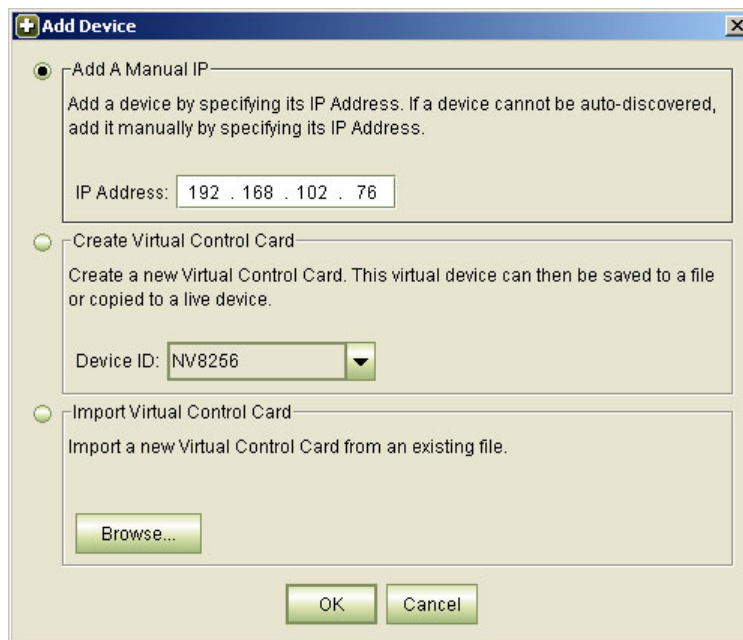 Add Device
Add A Manual IP
Add a device by specifying its IP Address. If a device cannot be auto-discovered,
add it manually by specifying its IP Address.
IP Address: 192 . 168 . 102 . 76
Create Virtual Control Card
Create a new Virtual Control Card. This virtual device can then be saved to a file
or copied to a live device.
Device ID: NV8256
Import Virtual Control Card
Import a new Virtual Control Card from an existing file.
Browse...
OK Cancel